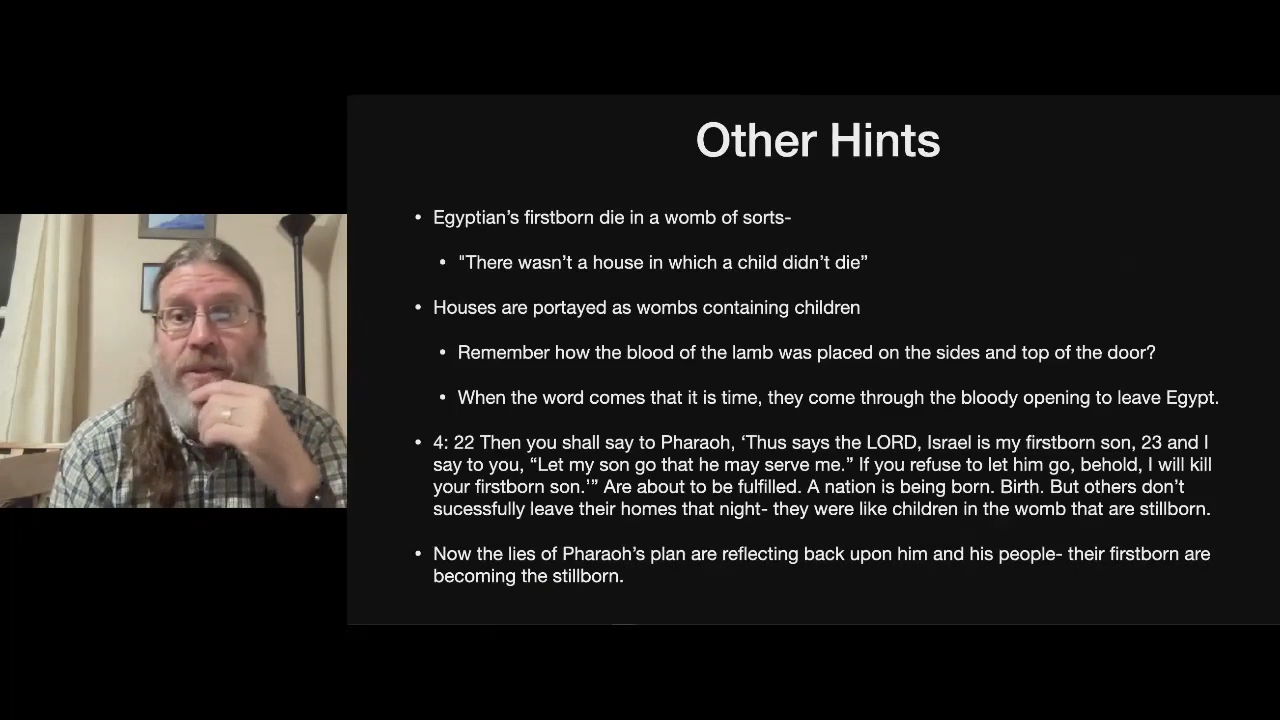 Other Hints
• Egyptian’s firstborn die in a womb of sorts-
• "There wasn’t a house in which a child didn’t die”
• Houses are portayed as wombs containing children
• Remember how the blood of the lamb was placed on the sides and top of the door?
• When the word comes that it is time, they come through the bloody opening to leave Egypt.
• 4: 22 Then you shall say to Pharaoh, ‘Thus says the LORD, Israel is my firstborn son, 23 and I
say to you, “Let my son go that he may serve me.” If you refuse to let him go, behold, I will kill
your firstborn son.’” Are about to be fulfilled. A nation is being born. Birth. But others don’t
sucessfully leave their homes that night- they were like children in the womb that are stillborn.
• Now the lies of Pharaoh’s plan are reflecting back upon him and his people- their firstborn are
becoming the stillborn.